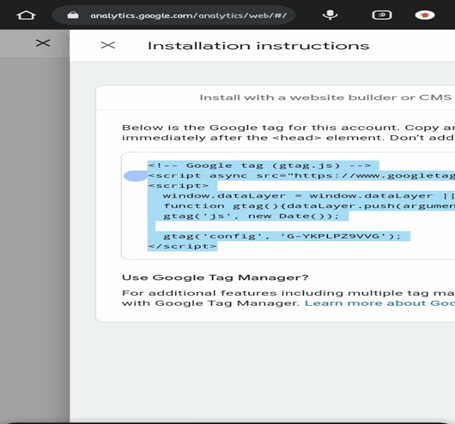 analytics.google.com/analytics/web/#/
:D
Installation instructions
Install with a website builder or CMS
Below is the Google tag for this account. Copy an
immediately after the <head> element. Don't add
<!-- Google tag (gtag.js) -->
<script async src="https://www.googletag
<script>
window.dataLayer = window.dataLayer ||
function gtag(){dataLayer.push(argumen
gtag('js', new Date());
gtag('config', 'G-YKPLPZ9VVG');
</script>
Use Google Tag Manager?
For additional features including multiple tag ma
with Google Tag Manager. Learn more about Goo